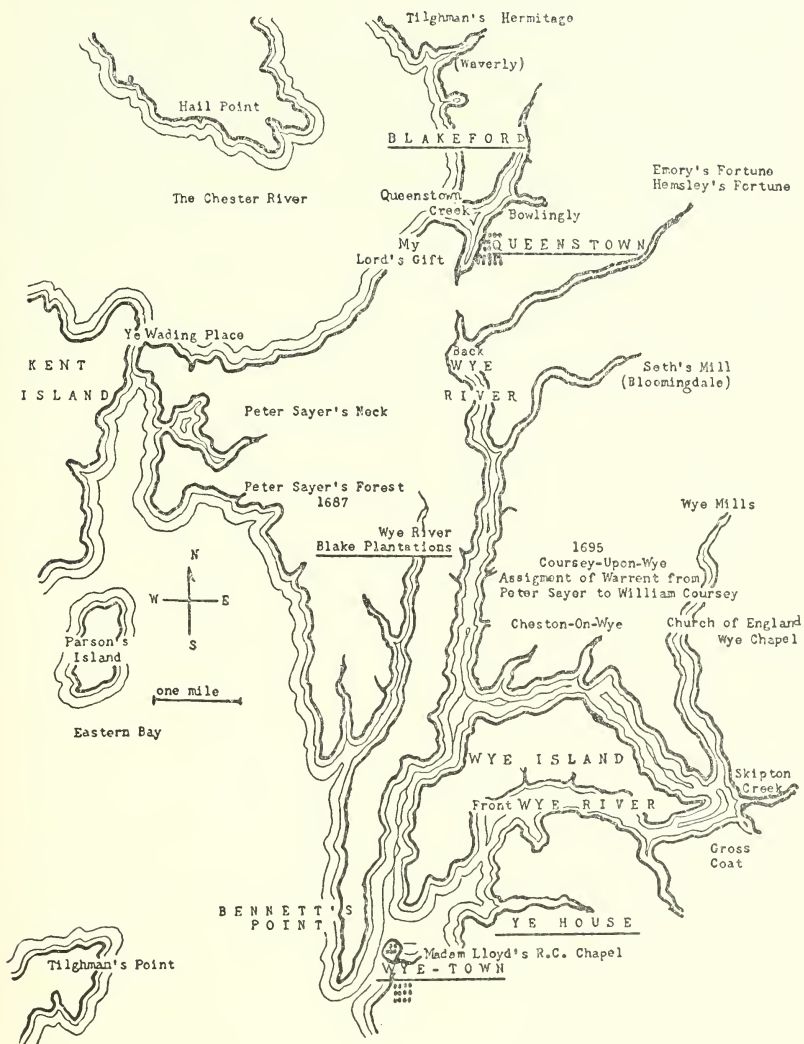 Tilghman's Hermitage
(Waverly)
Hail Point
BLAKEFORD
The Chester River
Emory's Fortune
Hemsley's Fortune
Queenstown
Creek
Bowlingly
QUEENSTOWN
My
Lord's Gift
Ye Wading Place
KENT
ISLAND
Back
WYE
RIVER
Seth's Mill
(Bloomingdale)
Peter Sayer's Neck
Peter Sayer's Forest
1687
Wye River
Blake Plantations
Wye Mills
1695
Coursey-Upon-Wye
Assigment of Warrent from
Peter Sayer to William Coursey
Cheston-On-Wye
Church of England
Wye Chapel
N
W
E
S
Parson's
Island
one mile
Eastern Bay
WYE ISLAND
Skipton
Creek
Front WYE RIVER
Gross
Coat
BENNETT'S
POINT
YE HOUSE
Madam Lloyd's R.C. Chapel
WYE-TOWN
Tilghman's Point